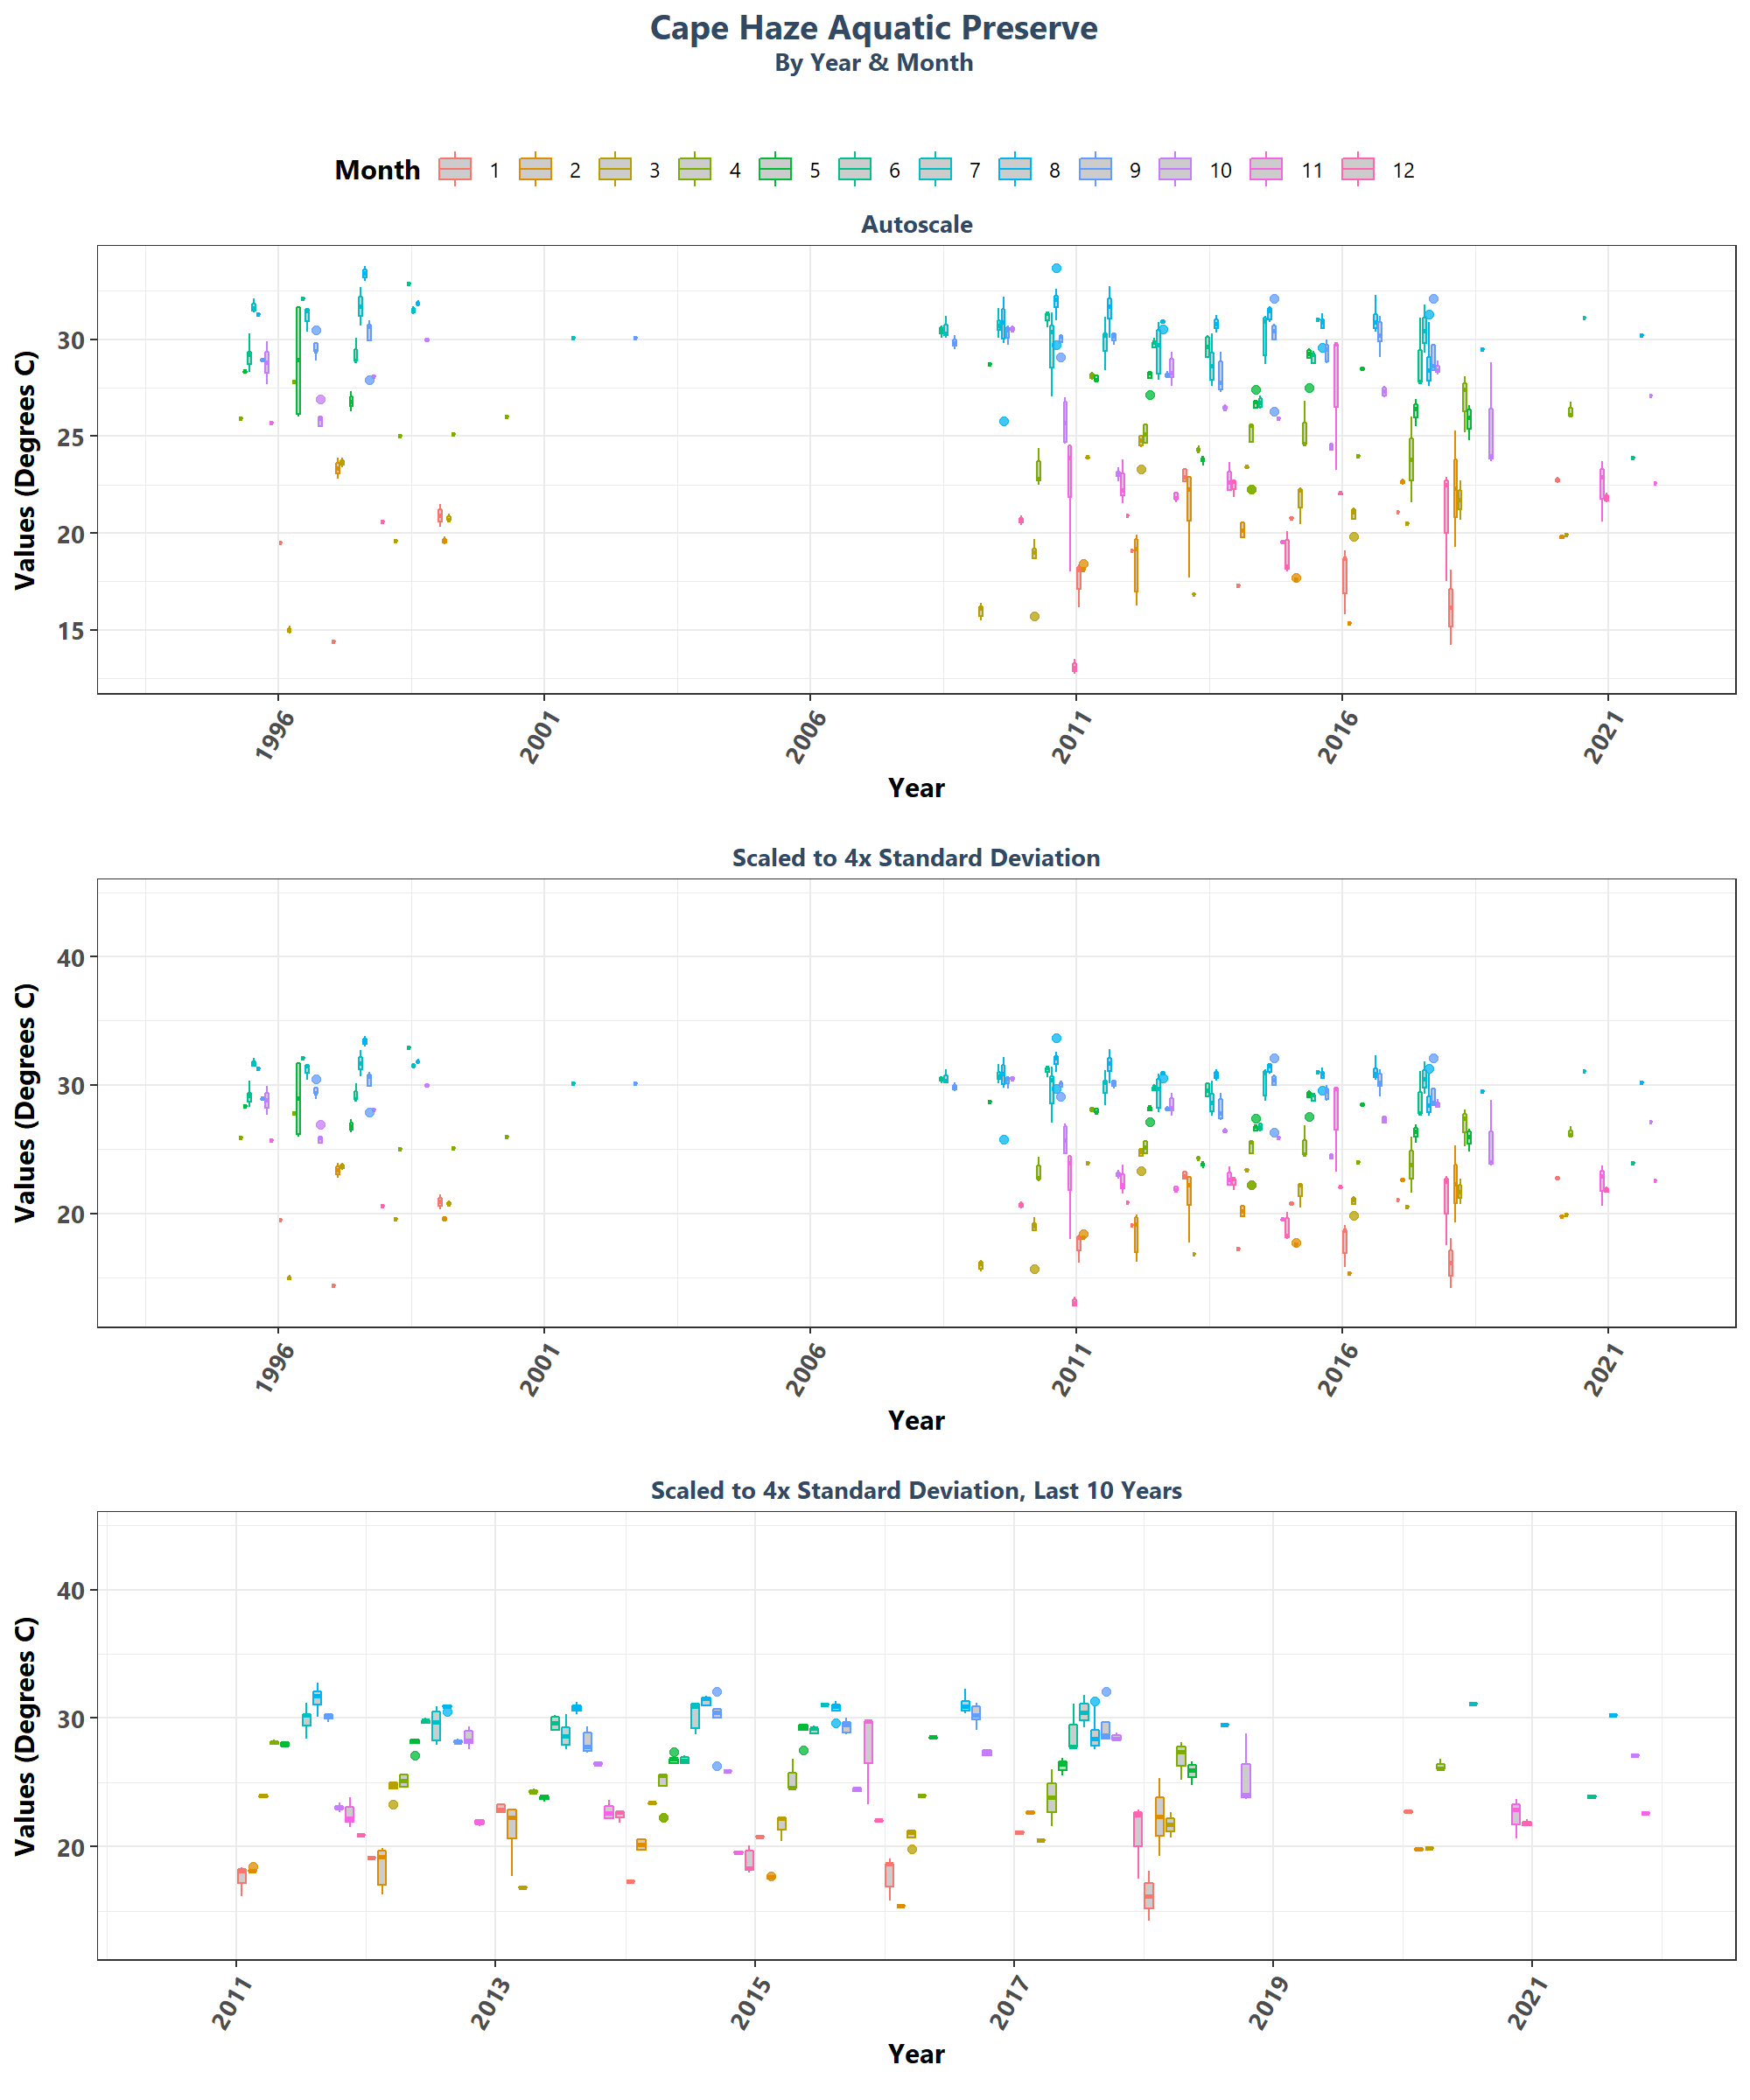 Cape Haze Aquatic Preserve
By Year & Month
Month 1 2 3 4 5 6 7 8 9 10 11 12
Autoscale
Values (Degrees C)
30
25
20
15
1996 2001 2006 2011 2016 2021
Year
Scaled to 4x Standard Deviation
Values (Degrees C)
40
30
20
1996 2001 2006 2011 2016 2021
Year
Scaled to 4x Standard Deviation, Last 10 Years
Values (Degrees C)
40
30
20
2011 2013 2015 2017 2019 2021
Year